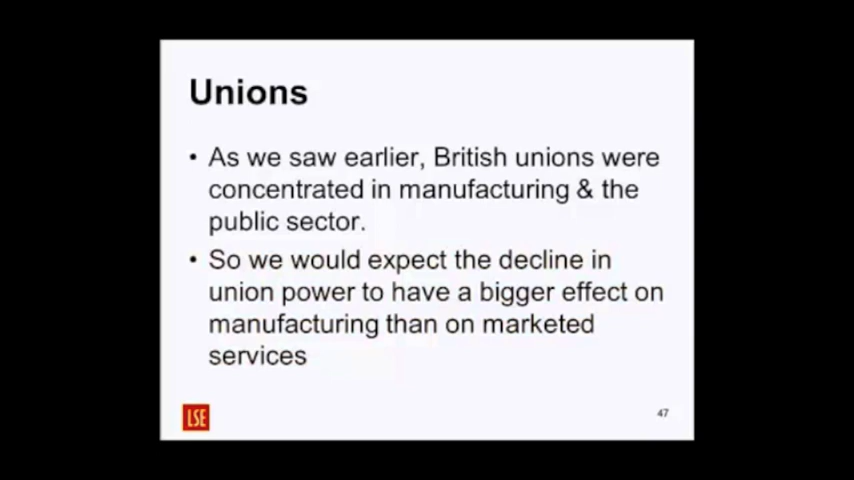 Unions
• As we saw earlier, British unions were
concentrated in manufacturing & the
public sector.
• So we would expect the decline in
union power to have a bigger effect on
manufacturing than on marketed
services
LSE
47